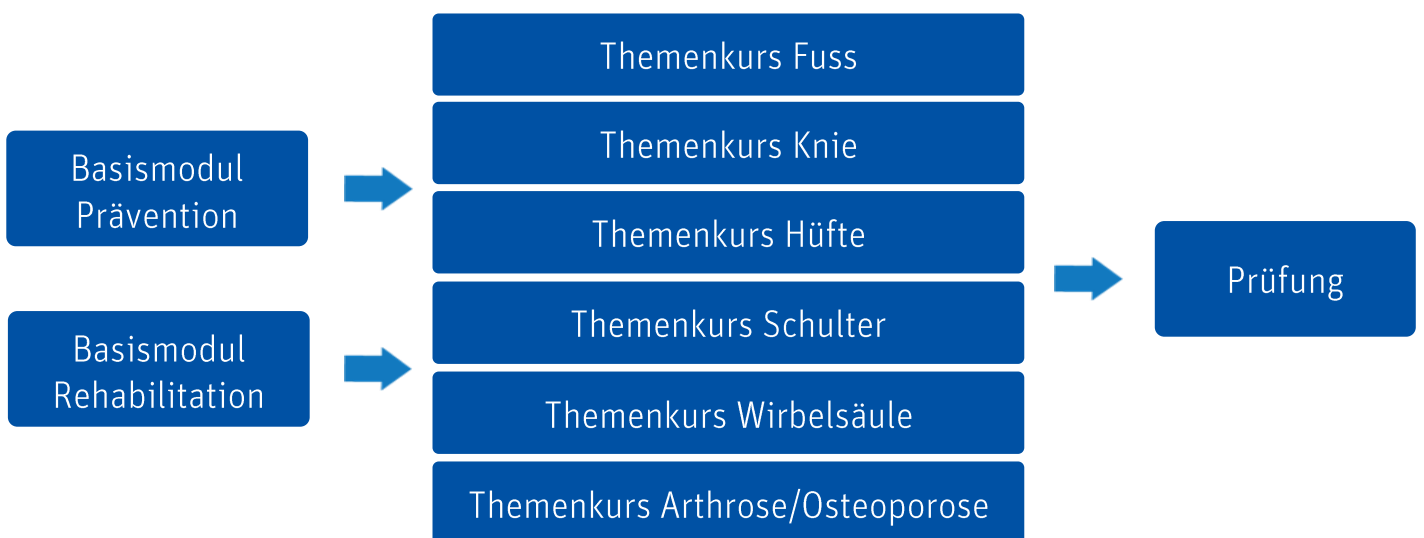 Basismodul
Prävention
Basismodul
Rehabilitation
Themenkurs Fuss
Themenkurs Knie
Themenkurs Hüfte
Themenkurs Schulter
Themenkurs Wirbelsäule
Themenkurs Arthrose/Osteoporose
Prüfung